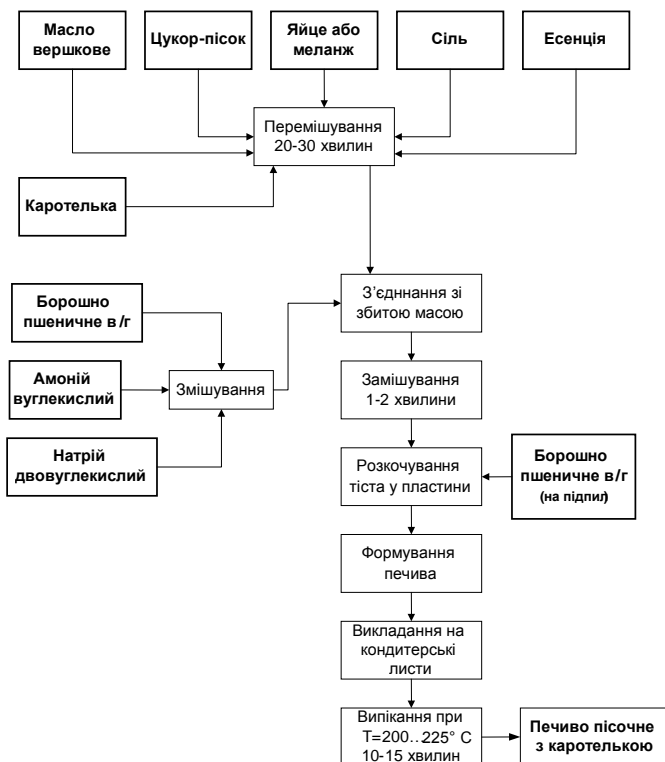 Масло
вершкове
Цукор-пісок
Яйце або
меланж
Сіль
Есенція
Перемішування
20-30 хвилин
Каротелька
З’єдннання зі
збитою масою
Борошно
пшеничне в/г
Амоній
вуглекислий
Змішування
Замішування
1-2 хвилини
Натрій
двовуглекислий
Розкочування
тіста у пластини
Борошно
пшеничне в/г
(на підпил)
Формування
печива
Викладання на
кондитерські
листи
Випікання при
Т=200…225° С
10-15 хвилин
Печиво пісочне
з каротелькою